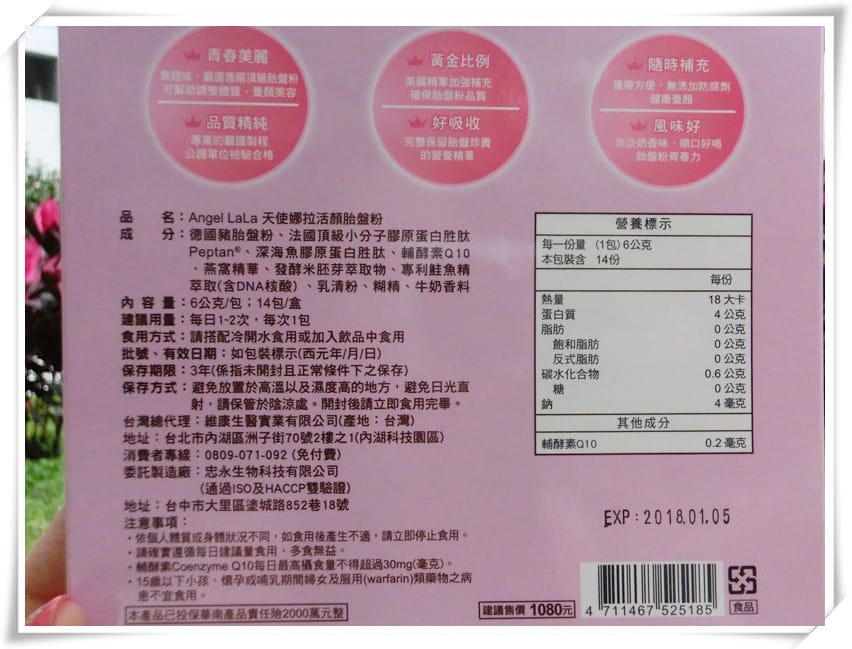 青春美麗
無腥味，嚴選德國頂級胎盤粉
可幫助調整體質、養顏美容
品質精純
專業的嚴謹製程
公證單位檢驗合格
黃金比例
美麗精華加強補充
確保胎盤粉品質
好吸收
完整保留胎盤珍貴
的營養精華
隨時補充
攜帶方便，無添加防腐劑
健康養顏
風味好
淡淡奶香味，順口好喝
胎盤粉青春力
品　　名：Angel LaLa 天使娜拉活顏胎盤粉
成　　分：德國豬胎盤粉、法國頂級小分子膠原蛋白胜肽
Peptan®、深海魚膠原蛋白胜肽、輔酵素Q10
、燕窩精華、發酵米胚芽萃取物、專利鮭魚精
萃取(含DNA核酸)、乳清粉、糊精、牛奶香料
內 容 量：6公克/包；14包/盒
建議用量：每日1-2次，每次1包
食用方式：請搭配冷開水食用或加入飲品中食用
批號、有效日期：如包裝標示(西元年/月/日)
保存期限：3年(係指未開封且正常條件下之保存)
保存方式：避免放置於高溫以及濕度高的地方，避免日光直
射，請保管於陰涼處。開封後請立即食用完畢。
台灣總代理：維康生醫實業有限公司(產地：台灣)
地址：台北市內湖區洲子街70號2樓之1(內湖科技園區)
消費者專線：0809-071-092 (免付費)
委託製造廠：忠永生物科技有限公司
(通過ISO及HACCP雙驗證)
地址：台中市大里區塗城路852巷18號
注意事項：
・依個人體質或身體狀況不同，如食用後產生不適，請立即停止食用。
・請確實遵循每日建議量食用，多食無益。
・輔酵素Coenzyme Q10每日最高攝食量不得超過30mg(毫克)。
・15歲以下小孩、懷孕或哺乳期間婦女及服用(warfarin)類藥物之病
患不宜食用。
本產品已投保華南產品責任險2000萬元整
營養標示
每一份量 (1包) 6公克
本包裝含 14份
每份
熱量 18 大卡
蛋白質 4 公克
脂肪 0 公克
飽和脂肪 0 公克
反式脂肪 0 公克
碳水化合物 0.6 公克
糖 0 公克
鈉 4 毫克
其他成分
輔酵素Q10 0.2 毫克
EXP：2018.01.05
建議售價 1080元
4 711467 525185
食品